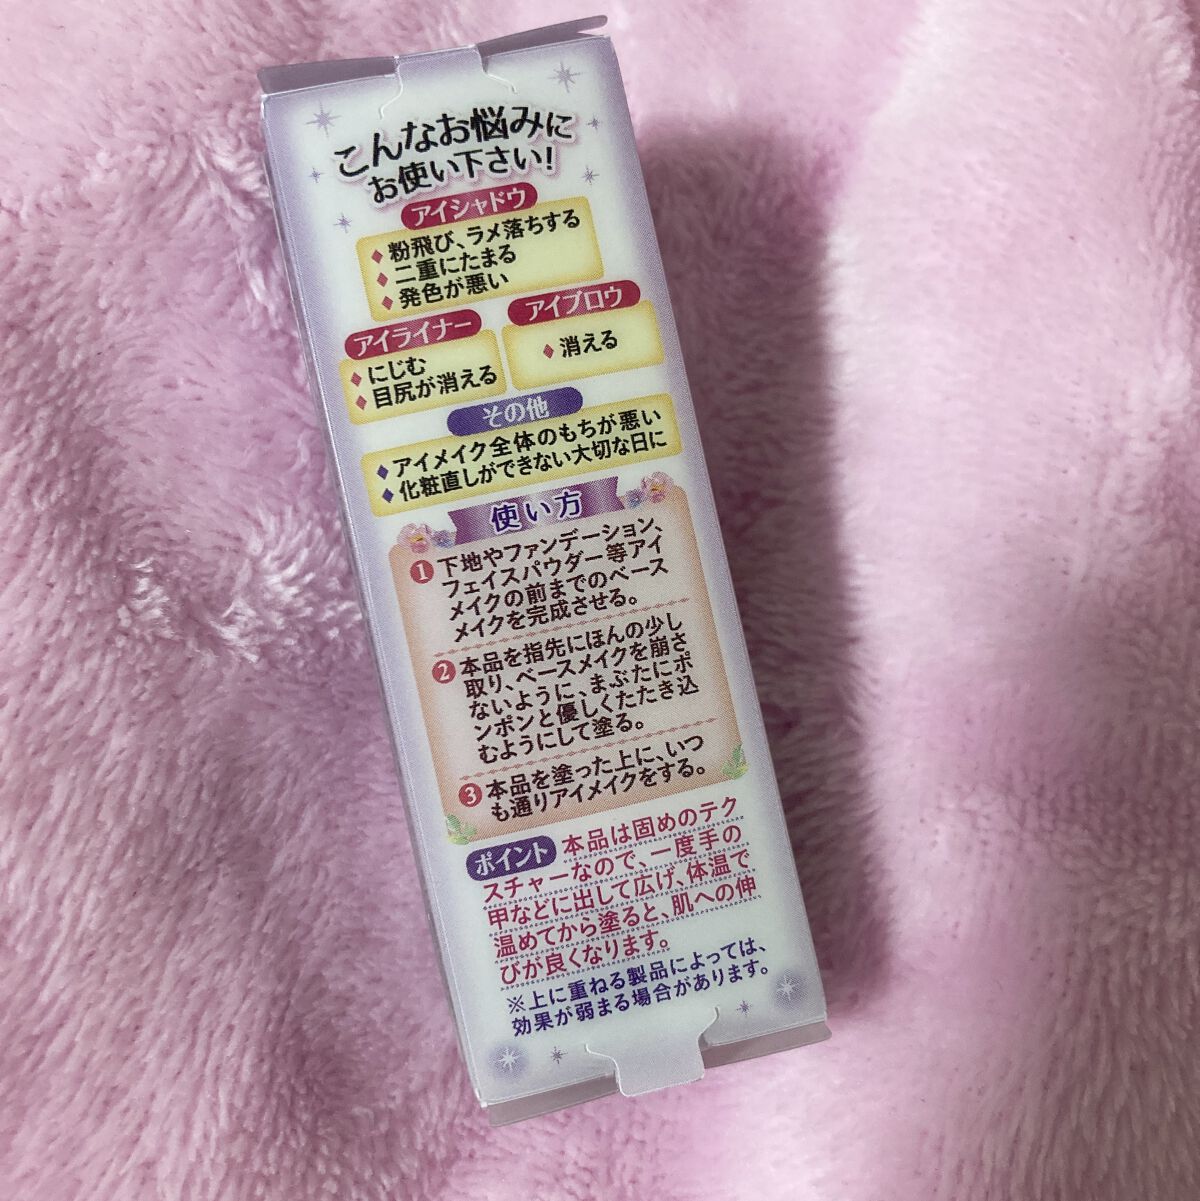 こんなお悩みに
お使い下さい!
アイシャドウ
粉飛び、ラメ落ちする
二重にたまる
発色が悪い
アイライナー
にじむ
目尻が消える
アイブロウ
消える
その他
アイメイク全体のもちが悪い
化粧直しができない大切な日に
使い方
1 下地やファンデーション、
フェイスパウダー等アイ
メイクの前までのベース
メイクを完成させる。
2 本品を指先にほんの少し
取り、ベースメイクを崩さ
ないように、まぶたにポ
ンポンと優しくたたき込
むようにして塗る。
3 本品を塗った上に、いつ
も通りアイメイクをする。
ポイント 本品は固めのテク
スチャーなので、一度手の
甲などに出して広げ、体温で
温めてから塗ると、肌への伸
びが良くなります。
※上に重ねる製品によっては、
効果が弱まる場合があります。